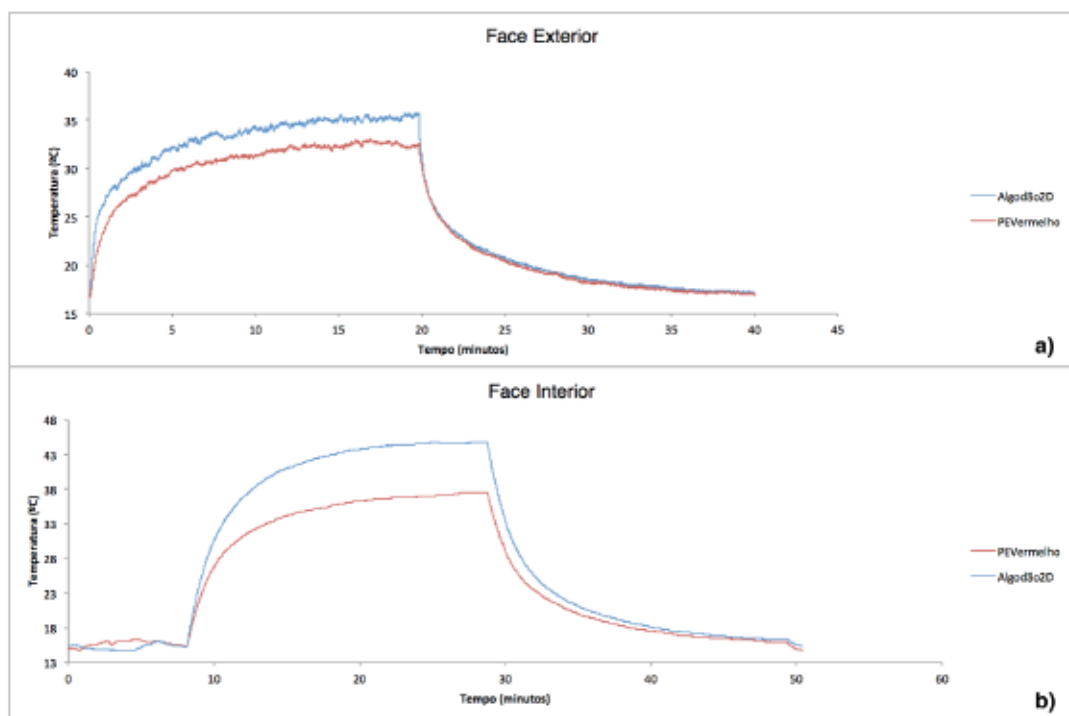 Face Exterior
40
35
30
25
20
15
Temperatura (ºC)
0 5 10 15 20 25 30 35 40 45
Tempo (minutos)
Algodão2D
PEVermelho
a)
Face Interior
48
43
38
33
28
23
18
13
Temperatura (ºC)
0 10 20 30 40 50 60
Tempo (minutos)
PEVermelho
Algodão2D
b)